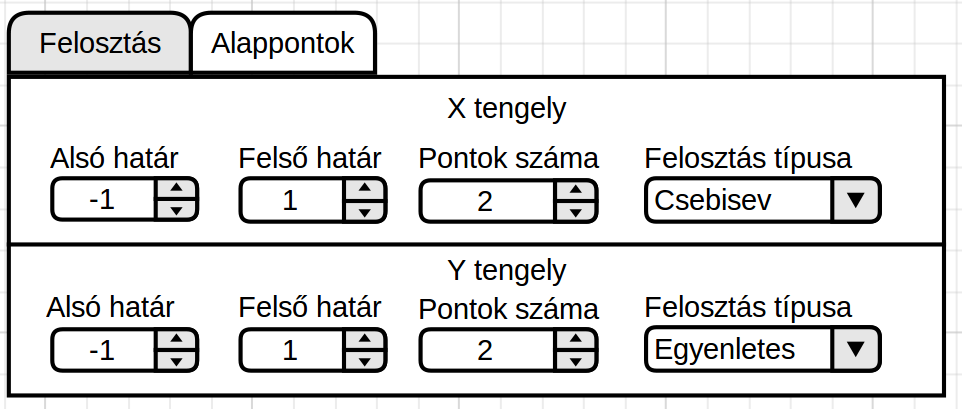 Felosztás Alappontok
X tengely
Alsó határ Felső határ Pontok száma Felosztás típusa
-1 1 2 Csebisev
Y tengely
Alsó határ Felső határ Pontok száma Felosztás típusa
-1 1 2 Egyenletes